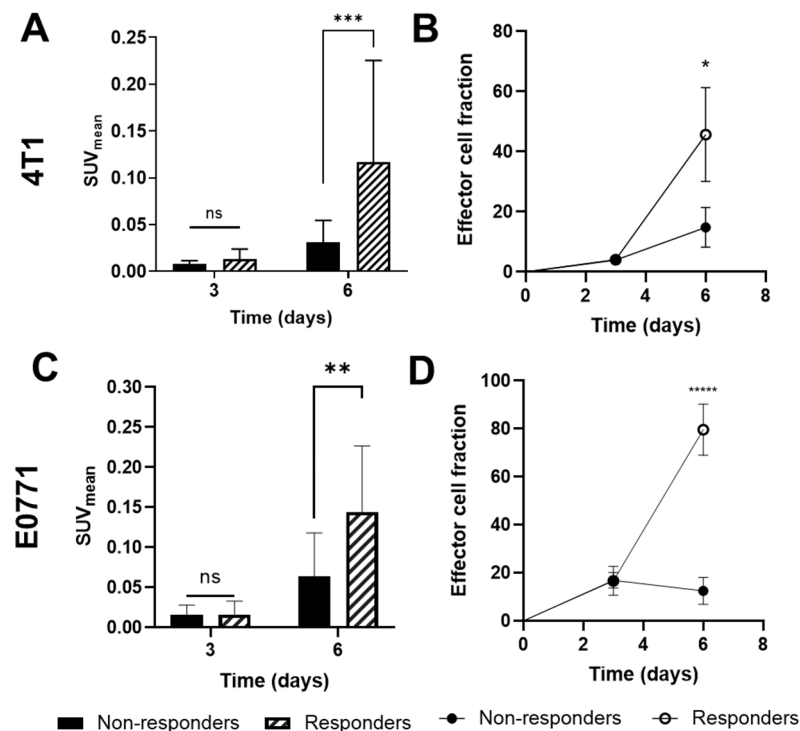 A
4T1
SUVmean
0.25
0.20
0.15
0.10
0.05
0.00
ns
***
3 6
Time (days)
B
Effector cell fraction
80
60
40
20
0
*
0 2 4 6 8
Time (days)
C
E0771
SUVmean
0.30
0.25
0.20
0.15
0.10
0.05
0.00
ns
**
3 6
Time (days)
D
Effector cell fraction
100
80
60
40
20
0
*****
0 2 4 6 8
Time (days)
Non-responders Responders Non-responders Responders